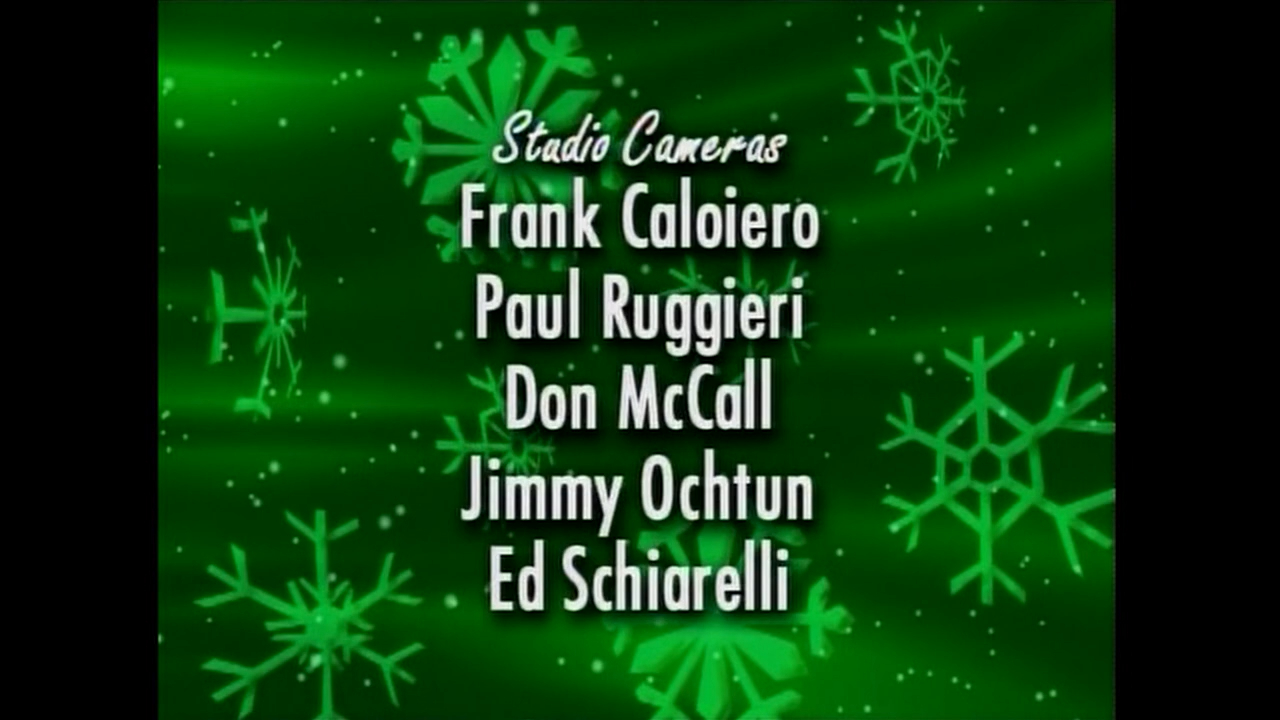 Studio Cameras
Frank Caloiero
Paul Ruggieri
Don McCall
Jimmy Ochtun
Ed Schiarelli